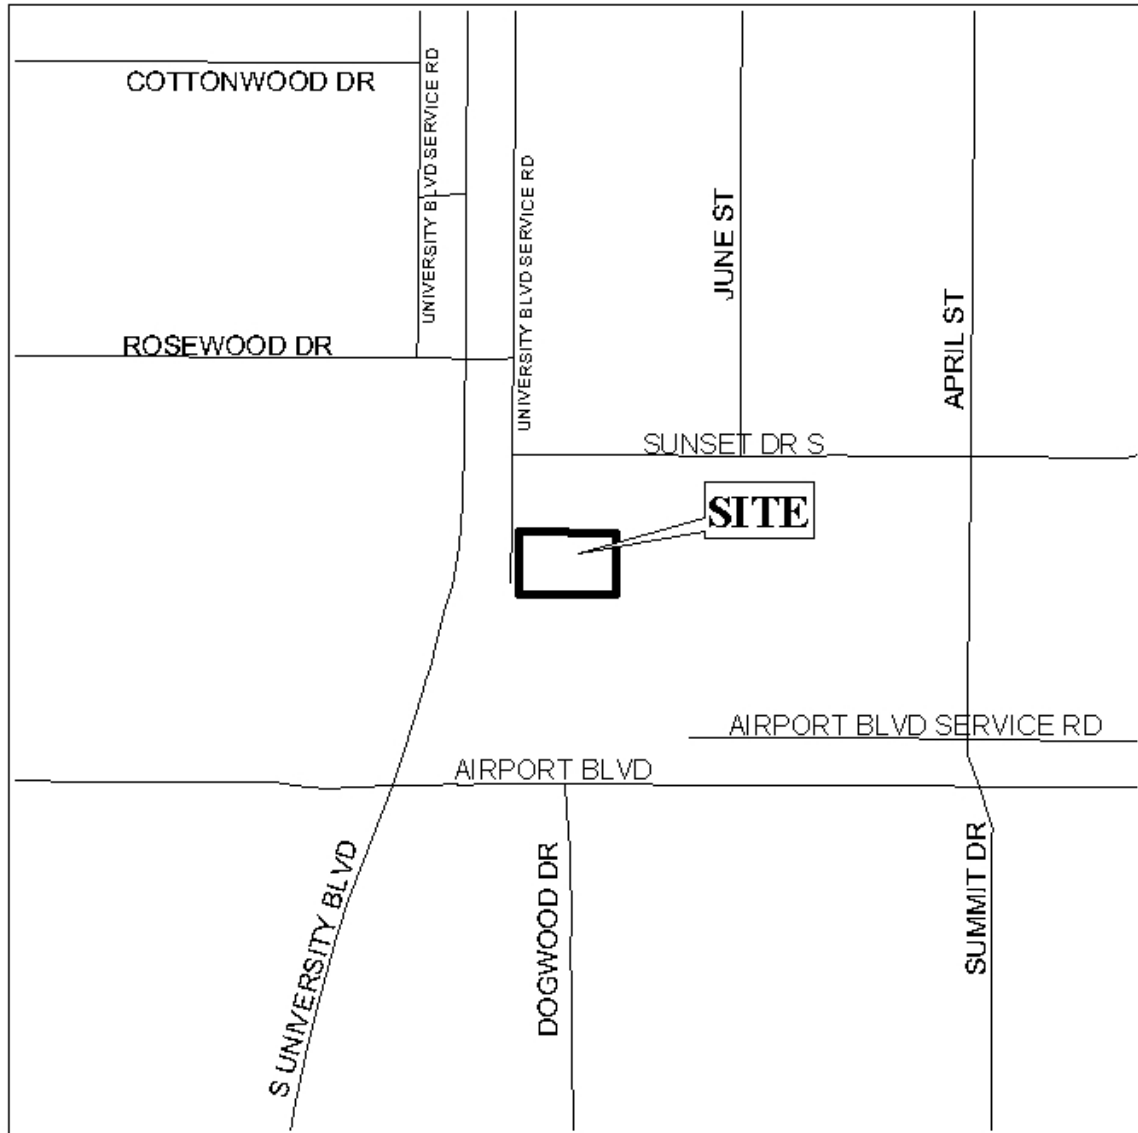 COTTONWOOD DR
UNIVERSITY BLVD SERVICE RD
UNIVERSITY BLVD SERVICE RD
JUNE ST
APRIL ST
ROSEWOOD DR
SUNSET DR S
SITE
AIRPORT BLVD SERVICE RD
AIRPORT BLVD
S UNIVERSITY BLVD
DOGWOOD DR
SUMMIT DR